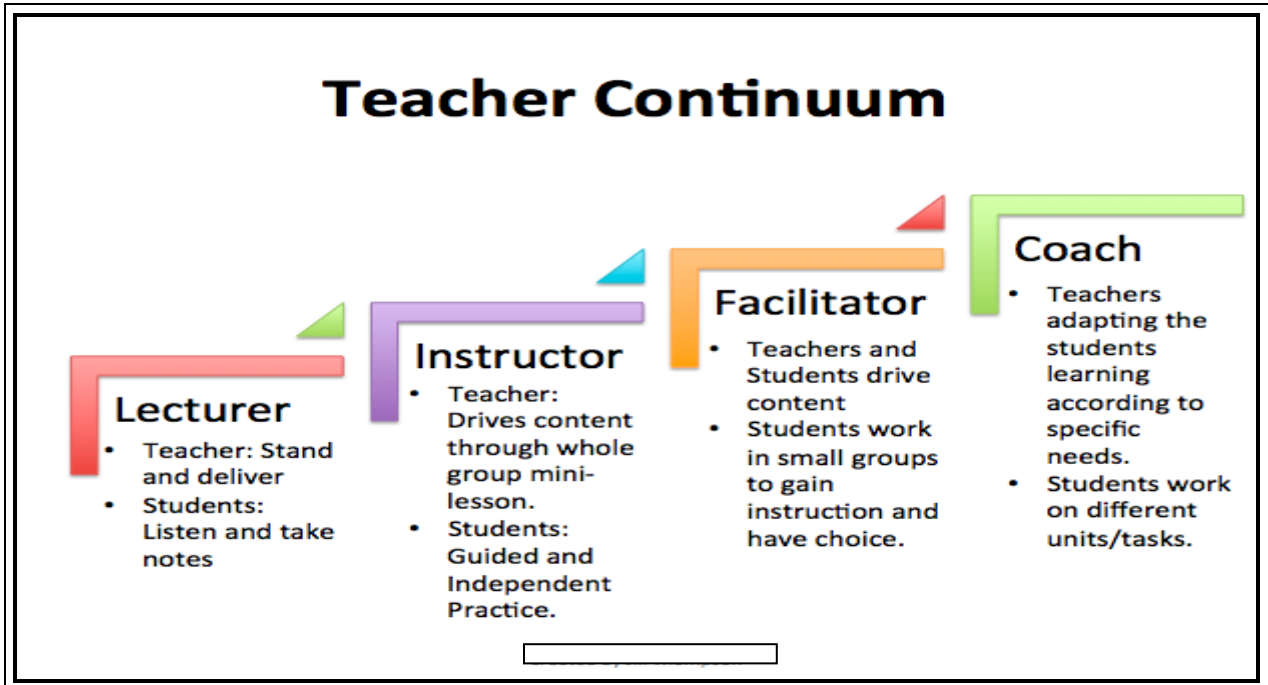 Teacher Continuum
Lecturer
• Teacher: Stand
and deliver
• Students:
Listen and take
notes
Instructor
• Teacher:
Drives content
through whole
group mini-
lesson.
• Students:
Guided and
Independent
Practice.
Facilitator
• Teachers and
Students drive
content
• Students work
in small groups
to gain
instruction and
have choice.
Coach
• Teachers
adapting the
students
learning
according to
specific
needs.
• Students work
on different
units/tasks.